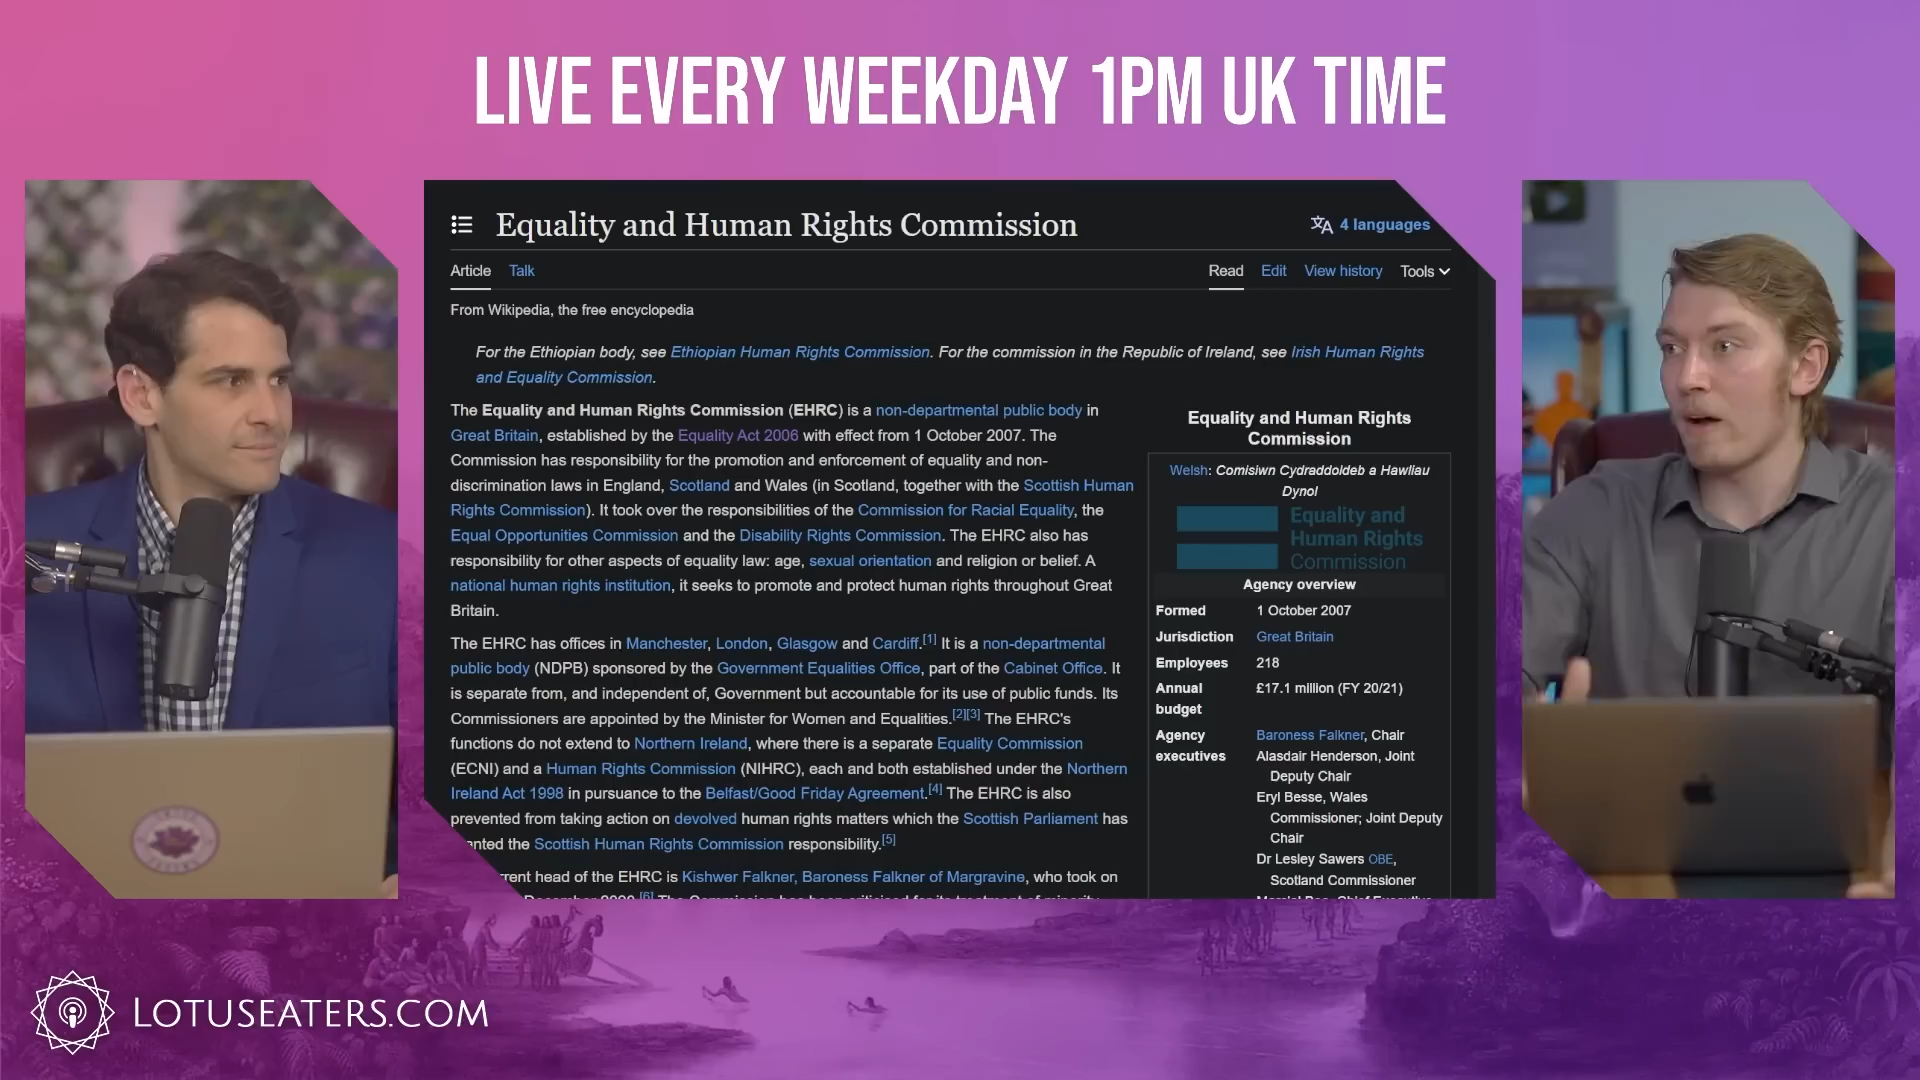 LIVE EVERY WEEKDAY 1PM UK TIME
Equality and Human Rights Commission
4 languages
Article Talk
Read Edit View history Tools
From Wikipedia, the free encyclopedia
For the Ethiopian body, see Ethiopian Human Rights Commission. For the commission in the Republic of Ireland, see Irish Human Rights
and Equality Commission.
The Equality and Human Rights Commission (EHRC) is a non-departmental public body in
Great Britain, established by the Equality Act 2006 with effect from 1 October 2007. The
Commission has responsibility for the promotion and enforcement of equality and non-
discrimination laws in England, Scotland and Wales (in Scotland, together with the Scottish Human
Rights Commission). It took over the responsibilities of the Commission for Racial Equality, the
Equal Opportunities Commission and the Disability Rights Commission. The EHRC also has
responsibility for other aspects of equality law: age, sexual orientation and religion or belief. A
national human rights institution, it seeks to promote and protect human rights throughout Great
Britain.
The EHRC has offices in Manchester, London, Glasgow and Cardiff.[1] It is a non-departmental
public body (NDPB) sponsored by the Government Equalities Office, part of the Cabinet Office. It
is separate from, and independent of, Government but accountable for its use of public funds. Its
Commissioners are appointed by the Minister for Women and Equalities.[2][3] The EHRC's
functions do not extend to Northern Ireland, where there is a separate Equality Commission
(ECNI) and a Human Rights Commission (NIHRC), each and both established under the Northern
Ireland Act 1998 in pursuance to the Belfast/Good Friday Agreement.[4] The EHRC is also
prevented from taking action on devolved human rights matters which the Scottish Parliament has
anted the Scottish Human Rights Commission responsibility.[5]
rent head of the EHRC is Kishwer Falkner, Baroness Falkner of Margravine, who took on
Equality and Human Rights
Commission
Welsh: Comisiwn Cydraddoldeb a Hawliau
Dynol
Equality and
Human Rights
Commission
Agency overview
Formed 1 October 2007
Jurisdiction Great Britain
Employees 218
Annual £17.1 million (FY 20/21)
budget
Agency Baroness Falkner, Chair
executives Alasdair Henderson, Joint
Deputy Chair
Eryl Besse, Wales
Commissioner; Joint Deputy
Chair
Dr Lesley Sawers OBE,
Scotland Commissioner
LOTUSEATERS.COM